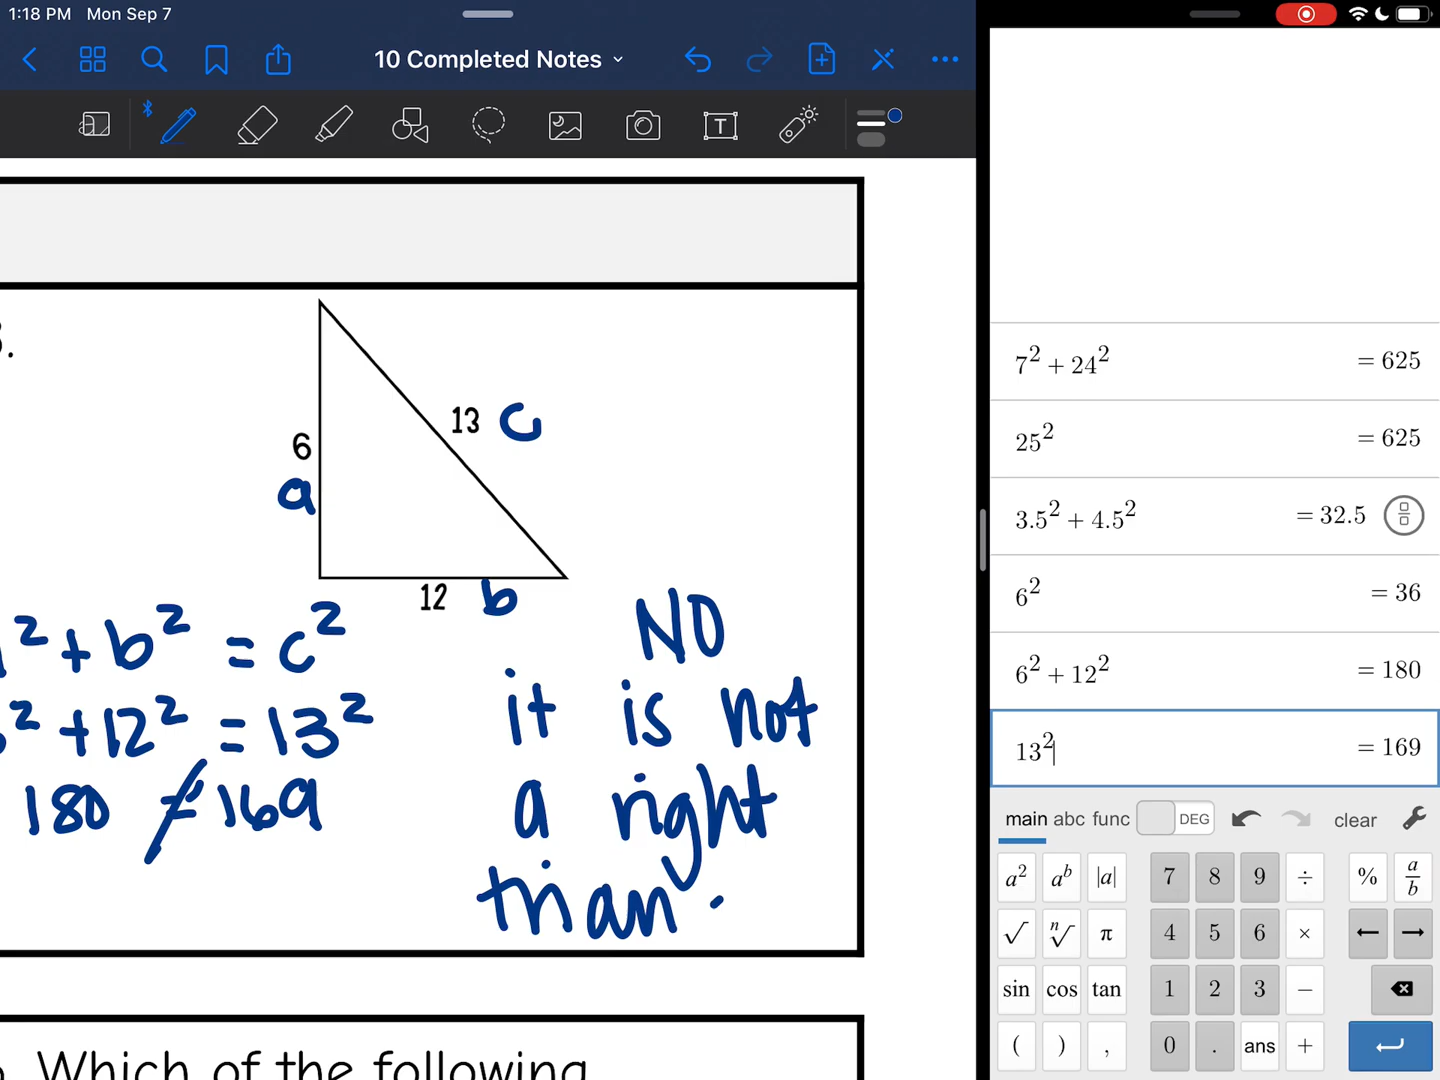 1:18 PM Mon Sep 7
10 Completed Notes
3.
6
a
13 c
12 b
² + b² = c²
6² + 12² = 13²
180 ≠ 169
NO
it is not
a right
Which of the following
7² + 24² = 625
25² = 625
3.5² + 4.5² = 32.5
6² = 36
6² + 12² = 180
13² = 169
main abc func DEG clear
a² aᵇ |a| 7 8 9 ÷ % a/b
√ ⁿ√ π 4 5 6 × ← →
sin cos tan 1 2 3 −
( ) , 0 . ans +